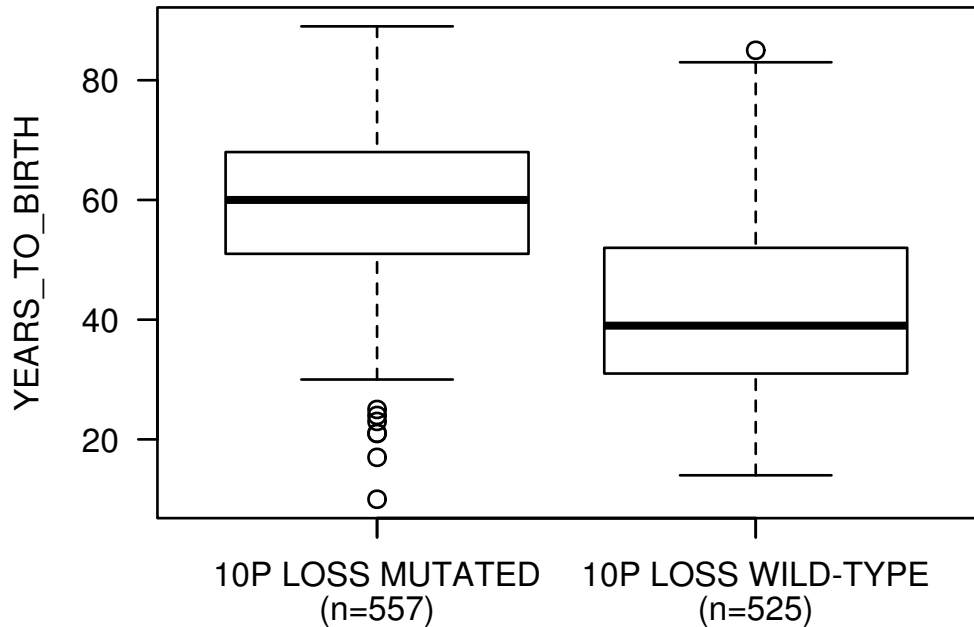 YEARS_TO_BIRTH
80
60
40
20
10P LOSS MUTATED
(n=557)
10P LOSS WILD-TYPE
(n=525)